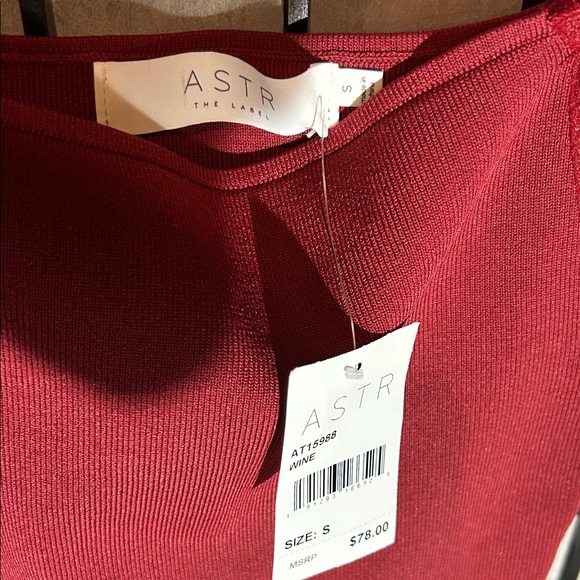 ASTR
THE LABEL
S
ASTR
AT15988
WINE
SIZE: S
$78.00
MSRP